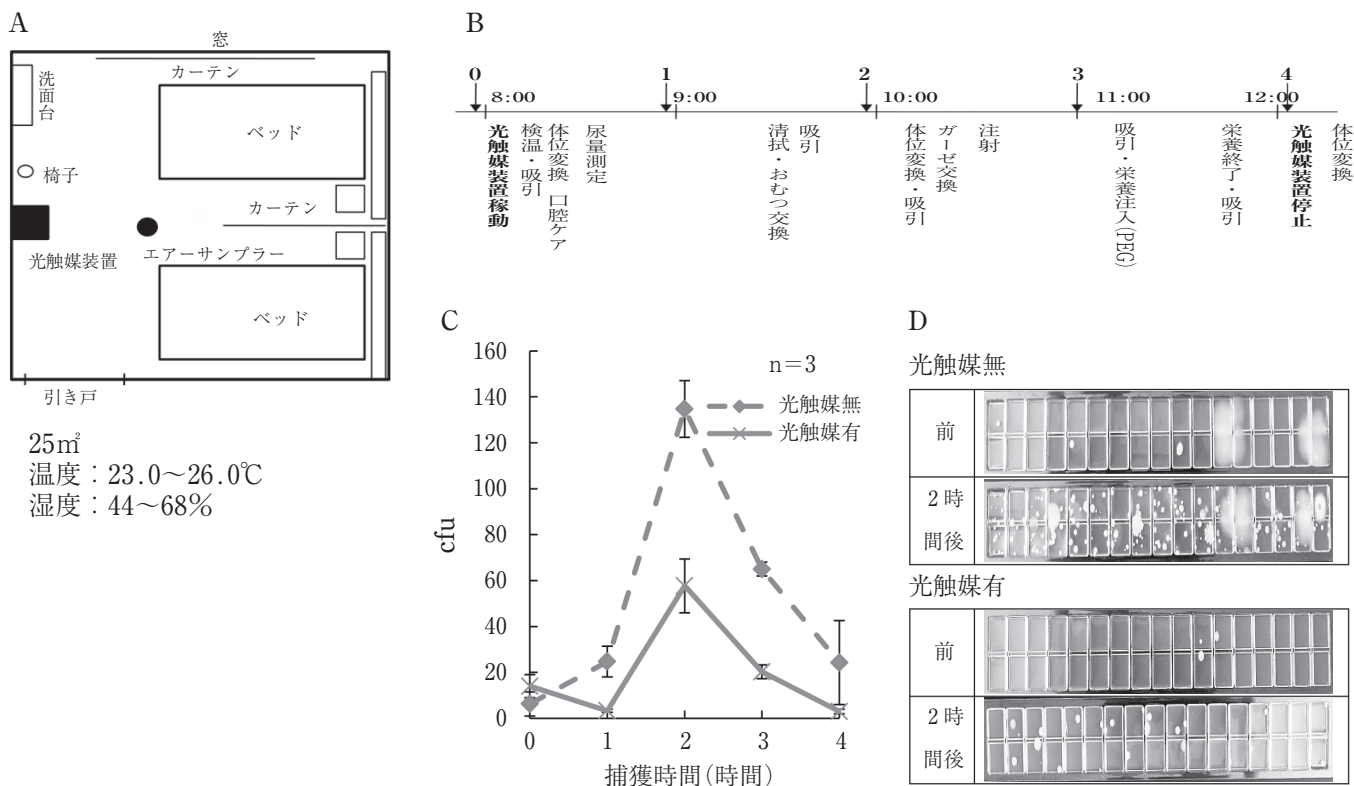 A
窓
カーテン
洗面台
ベッド
椅子
カーテン
光触媒装置
エアーサンプラー
ベッド
引き戸
25㎡
温度：23.0～26.0℃
湿度：44～68%
B
0 1 2 3 4
8:00 9:00 10:00 11:00 12:00
光触媒装置稼動
検温・吸引
体位変換 口腔ケア
尿量測定
清拭・おむつ交換
吸引
体位変換・吸引
ガーゼ交換
注射
吸引・栄養注入(PEG)
栄養終了・吸引
光触媒装置停止
体位変換
C
n=3
光触媒無
光触媒有
cfu
160
140
120
100
80
60
40
20
0
0 1 2 3 4
捕獲時間(時間)
D
光触媒無
前
2時
間後
光触媒有
前
2時
間後